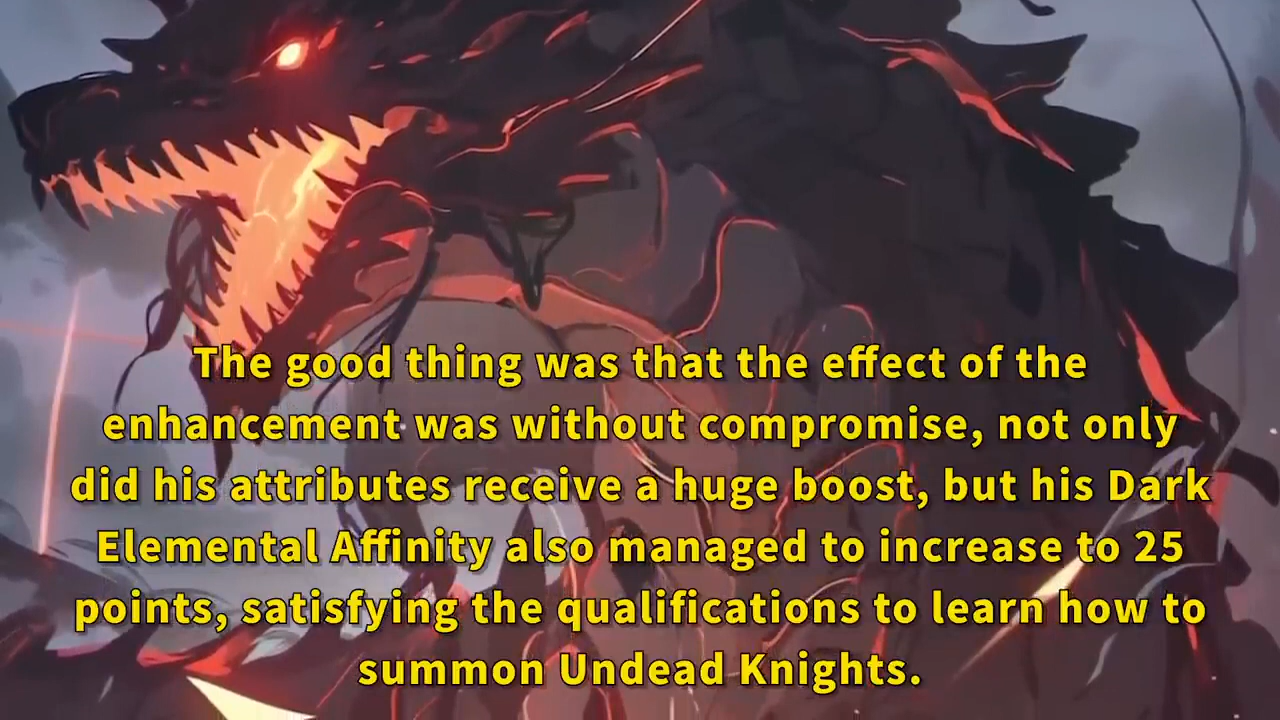 The good thing was that the effect of the
enhancement was without compromise, not only
did his attributes receive a huge boost, but his Dark
Elemental Affinity also managed to increase to 25
points, satisfying the qualifications to learn how to
summon Undead Knights.